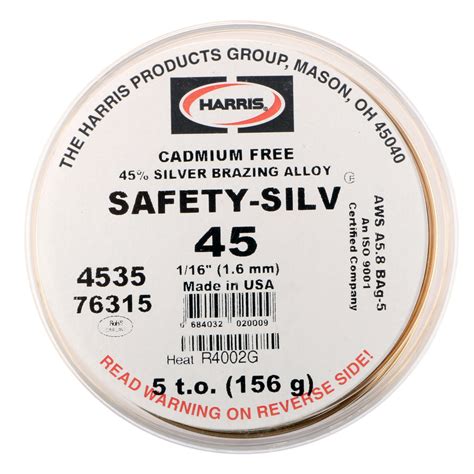 THE HARRIS PRODUCTS GROUP, MASON, OH 45040
HARRIS®
CADMIUM FREE
45% SILVER BRAZING ALLOY
SAFETY-SILV
45
1/16" (1.6 mm)
Made in USA
4535
76315
AWS A5.8 BAg-5
An ISO 9001
Certified Company
0 684032 020009
RoHS
Heat R4002G
5 t.o. (156 g)
READ WARNING ON REVERSE SIDE!